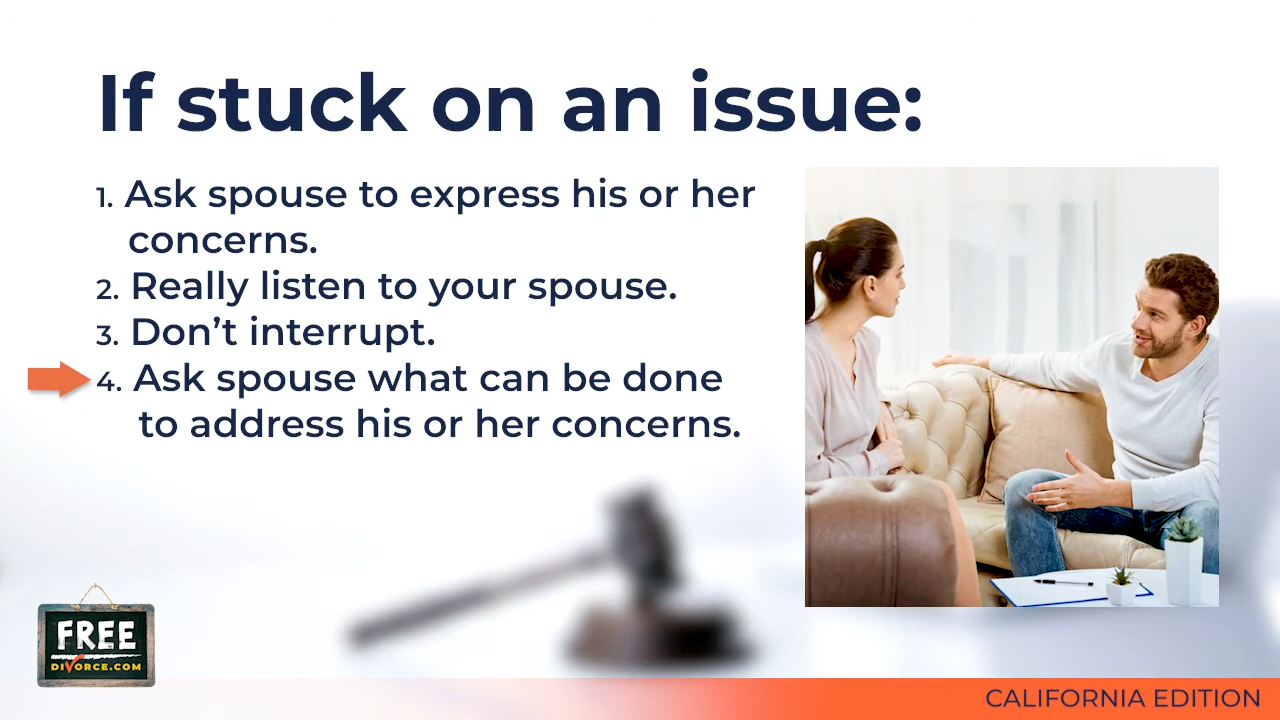 If stuck on an issue:
1. Ask spouse to express his or her
concerns.
2. Really listen to your spouse.
3. Don’t interrupt.
4. Ask spouse what can be done
to address his or her concerns.
FREE
DIVORCE.COM
CALIFORNIA EDITION